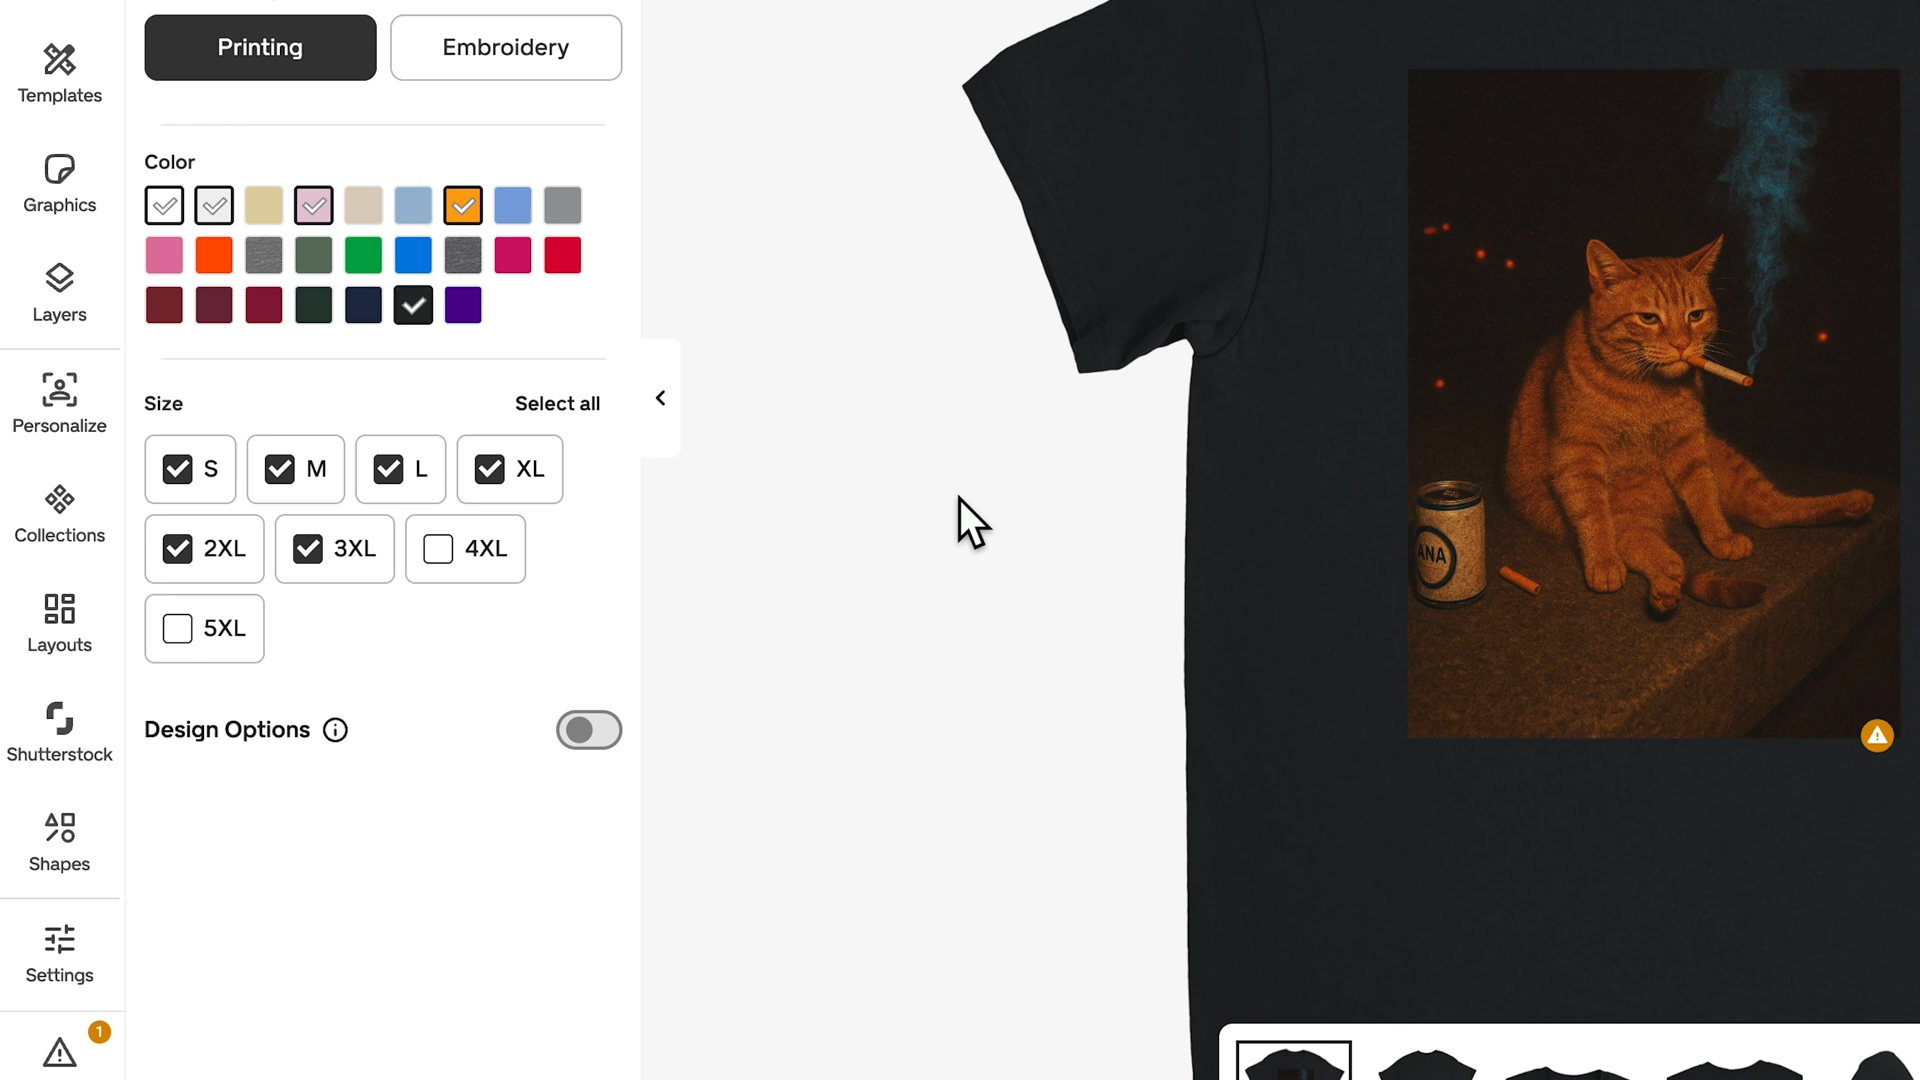 Templates
Graphics
Layers
Personalize
Collections
Layouts
Shutterstock
Shapes
Settings
1
Printing
Embroidery
Color
Size
Select all
S
M
L
XL
2XL
3XL
4XL
5XL
Design Options
ANA